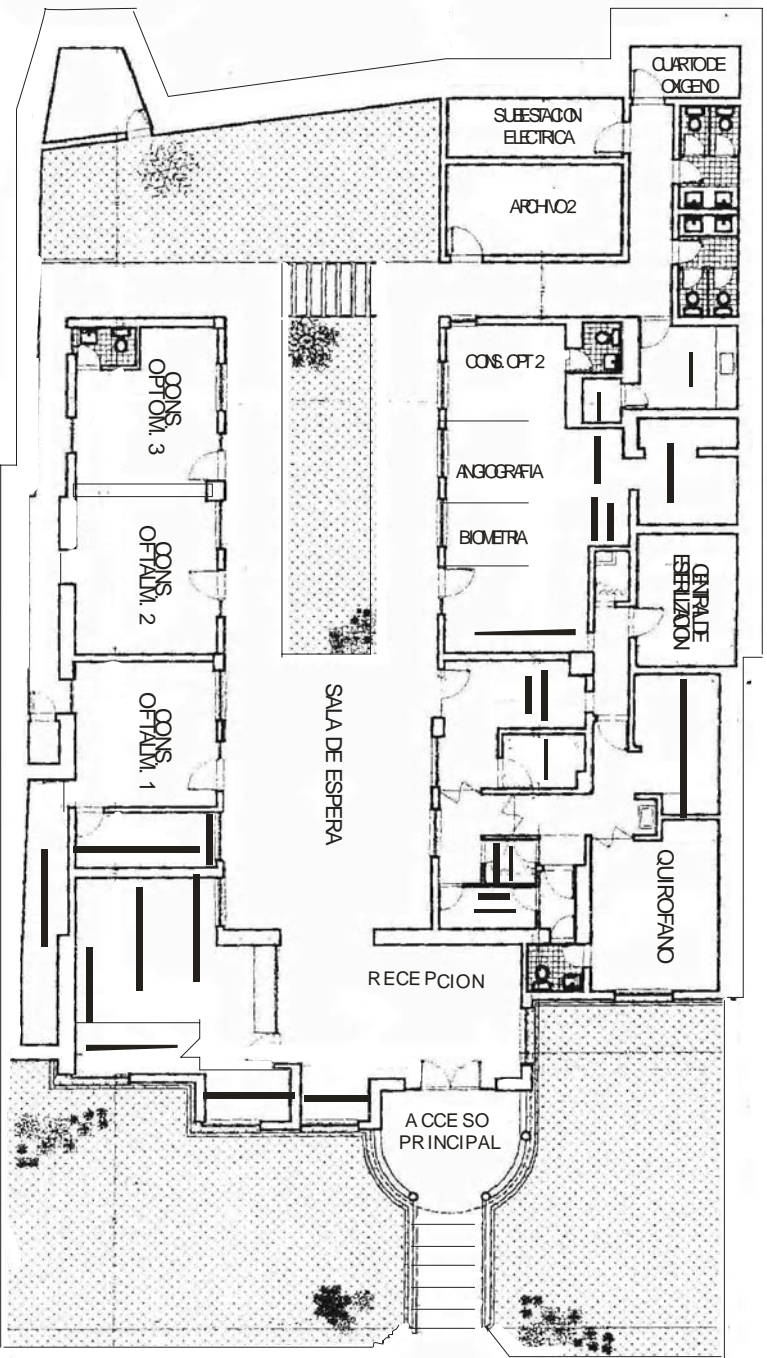 CUARTO DE
OXIGENO
SUBESTACION
ELECTRICA
ARCHIVO 2
CONS. OPT 2
CONS
OPTOM. 3
ANGIOGRAFIA
BIOMETRIA
CONS
OFTALM. 2
CENTRAL DE
ESTERILIZACION
CONS
OFTALM. 1
SALA DE ESPERA
QUIROFANO
RECEPCION
ACCESO
PRINCIPAL